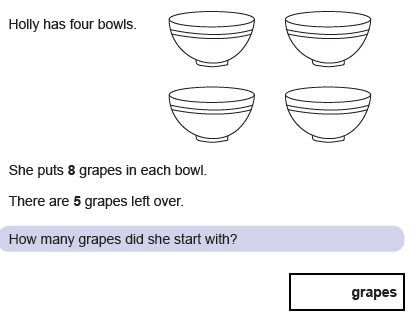 Holly has four bowls.
She puts 8 grapes in each bowl.
There are 5 grapes left over.
How many grapes did she start with?
grapes